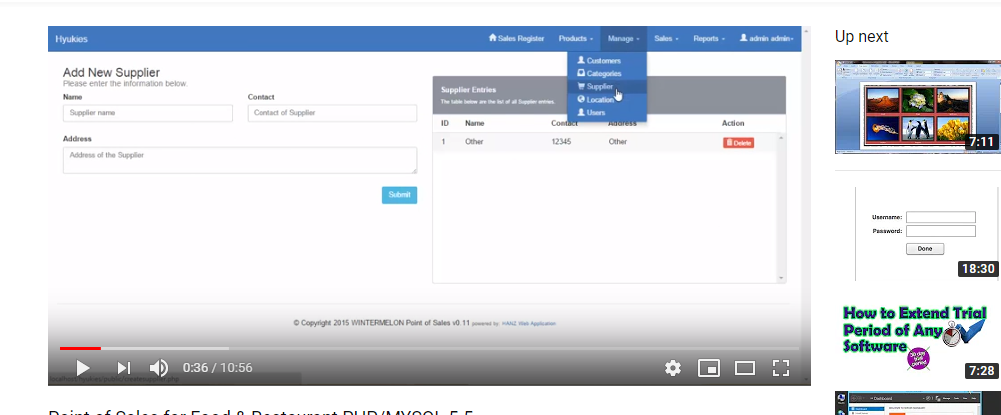 Hyukies
Sales Register
Products
Manage
Sales
Reports
admin admin
Customers
Categories
Supplier
Location
Users
Add New Supplier
Please enter the information below.
Name
Contact
Supplier name
Contact of Supplier
Address
Address of the Supplier
Submit
Supplier Entries
The table below are the list of all Supplier entries.
ID Name Contact Address Action
1 Other 12345 Other Delete
© Copyright 2015 WINTERMELON Point of Sales v0.11 powered by: HANZ Web Application
0:36 / 10:56
Up next
7:11
Username:
Password:
Done
18:30
How to Extend Trial
Period of Any
Software
30 day
trial
period
7:28
Point of Sales for Food & Restaurant PHP/MYSQL 5.5